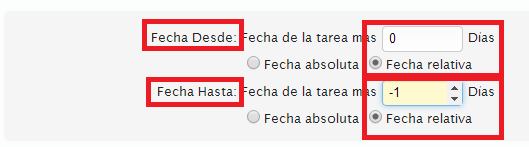 Fecha Desde: Fecha de la tarea mas 0 Días
Fecha absoluta Fecha relativa
Fecha Hasta: Fecha de la tarea mas -1 Días
Fecha absoluta Fecha relativa